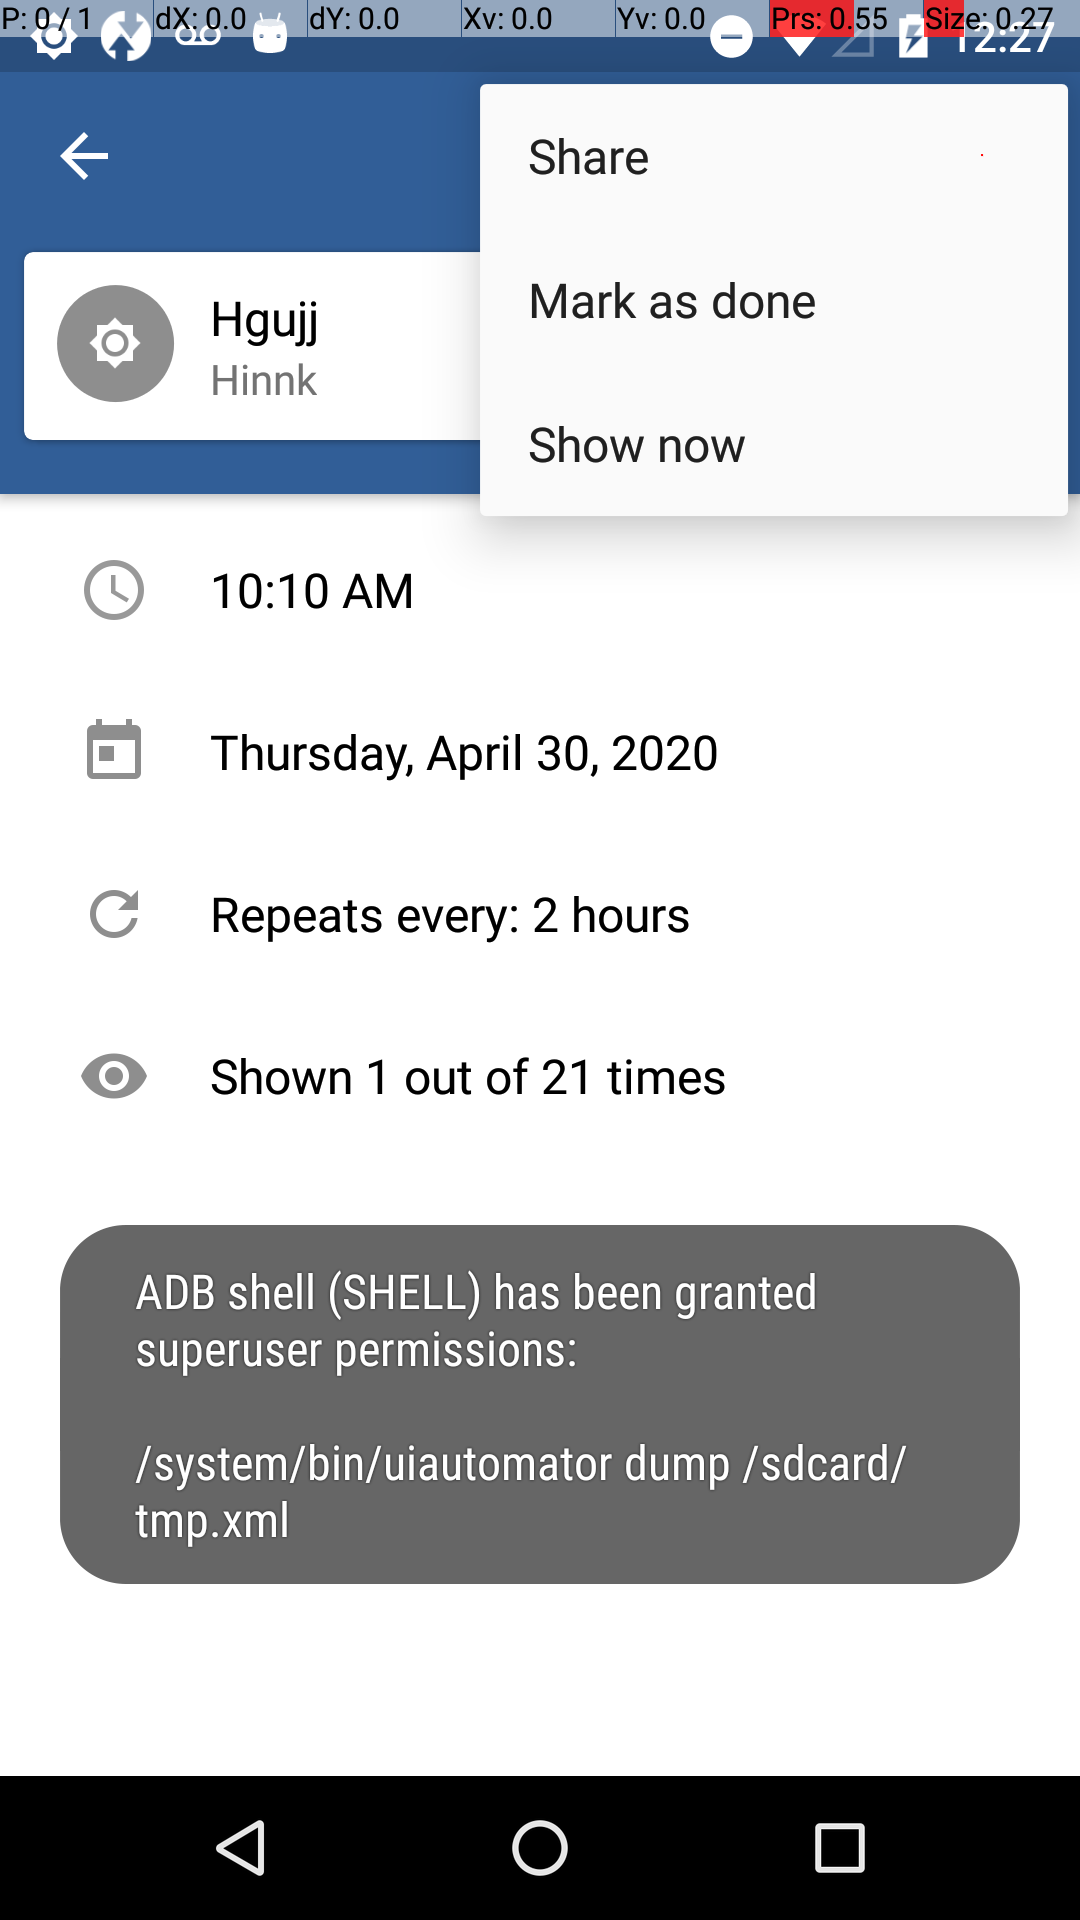 P: 0 / 1 dX: 0.0 dY: 0.0 Xv: 0.0 Yv: 0.0 Prs: 0.55 Size: 0.27
12:27
Share
Mark as done
Show now
Hgujj
Hinnk
10:10 AM
Thursday, April 30, 2020
Repeats every: 2 hours
Shown 1 out of 21 times
ADB shell (SHELL) has been granted
superuser permissions:
/system/bin/uiautomator dump /sdcard/
tmp.xml